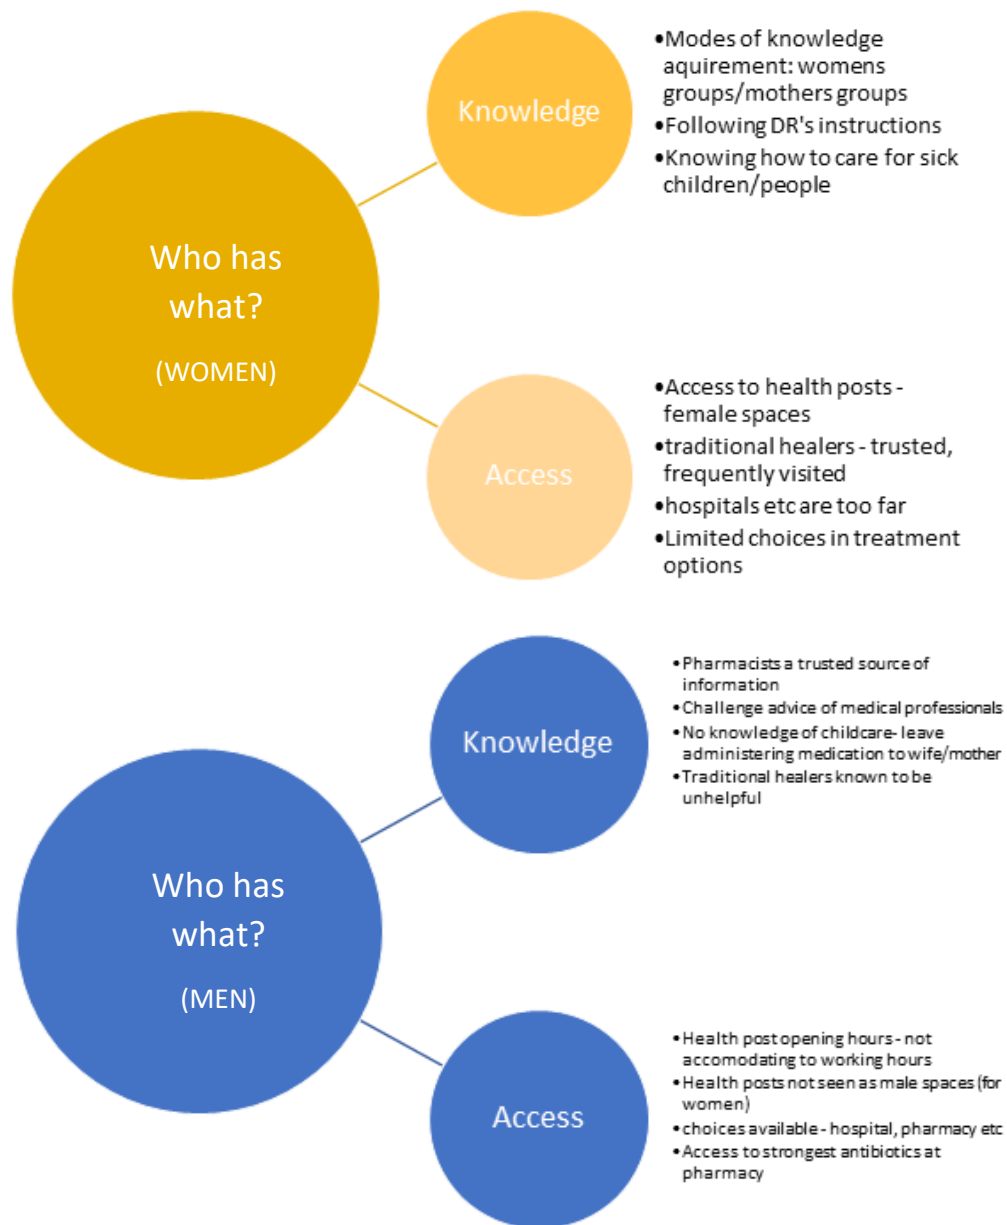 Knowledge
•Modes of knowledge
aquirement: womens
groups/mothers groups
•Following DR's instructions
•Knowing how to care for sick
children/people
Who has
what?
(WOMEN)
Access
•Access to health posts -
female spaces
•traditional healers - trusted,
frequently visited
•hospitals etc are too far
•Limited choices in treatment
options
Knowledge
•Pharmacists a trusted source of
information
•Challenge advice of medical professionals
•No knowledge of childcare- leave
administering medication to wife/mother
•Traditional healers known to be
unhelpful
Who has
what?
(MEN)
Access
•Health post opening hours - not
accomodating to working hours
•Health posts not seen as male spaces (for
women)
•choices available - hospital, pharmacy etc
•Access to strongest antibiotics at
pharmacy